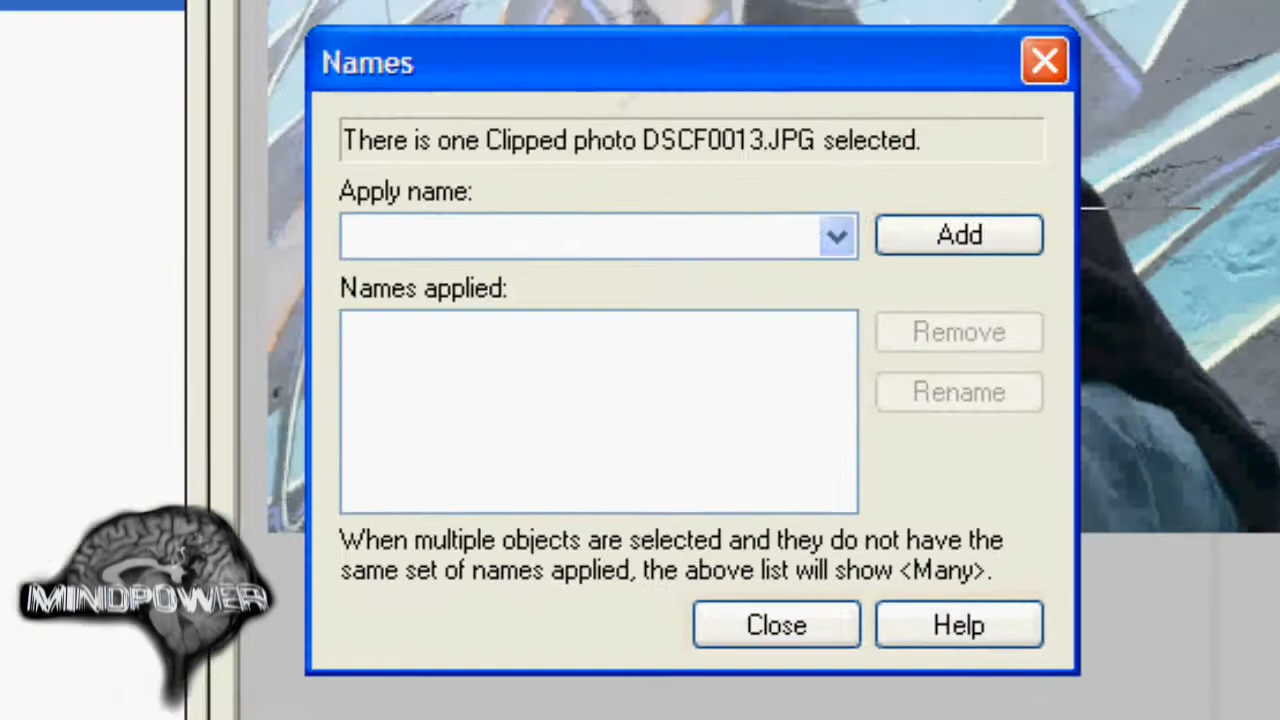 Names
There is one Clipped photo DSCF0013.JPG selected.
Apply name:
Add
Names applied:
Remove
Rename
When multiple objects are selected and they do not have the
same set of names applied, the above list will show <Many>.
MINDPOWER
Close
Help